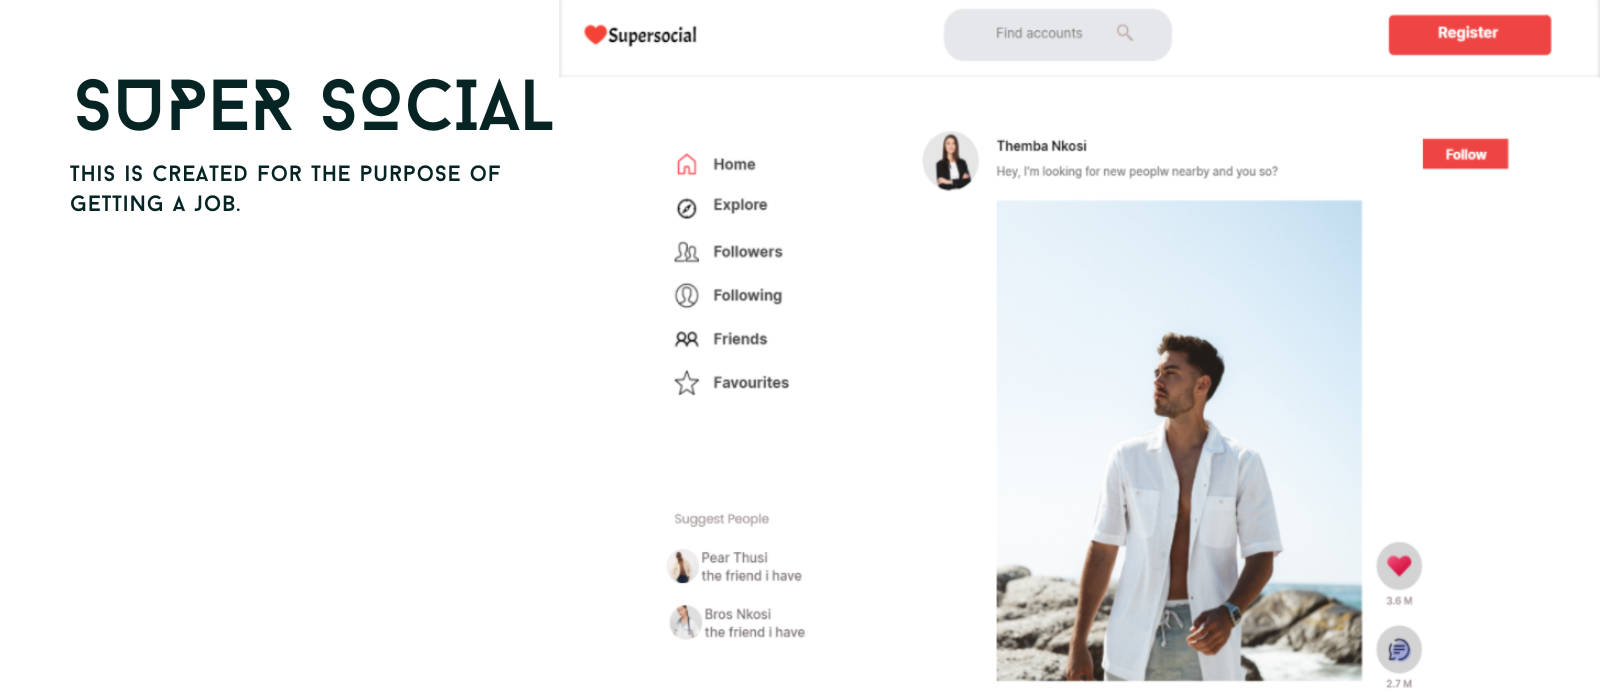 SUPER SOCIAL
THIS IS CREATED FOR THE PURPOSE OF
GETTING A JOB.
Supersocial
Find accounts
Register
Home
Explore
Followers
Following
Friends
Favourites
Suggest People
Pear Thusi
the friend i have
Bros Nkosi
the friend i have
Themba Nkosi
Hey, I'm looking for new peoplw nearby and you so?
Follow
3.6 M
2.7 M